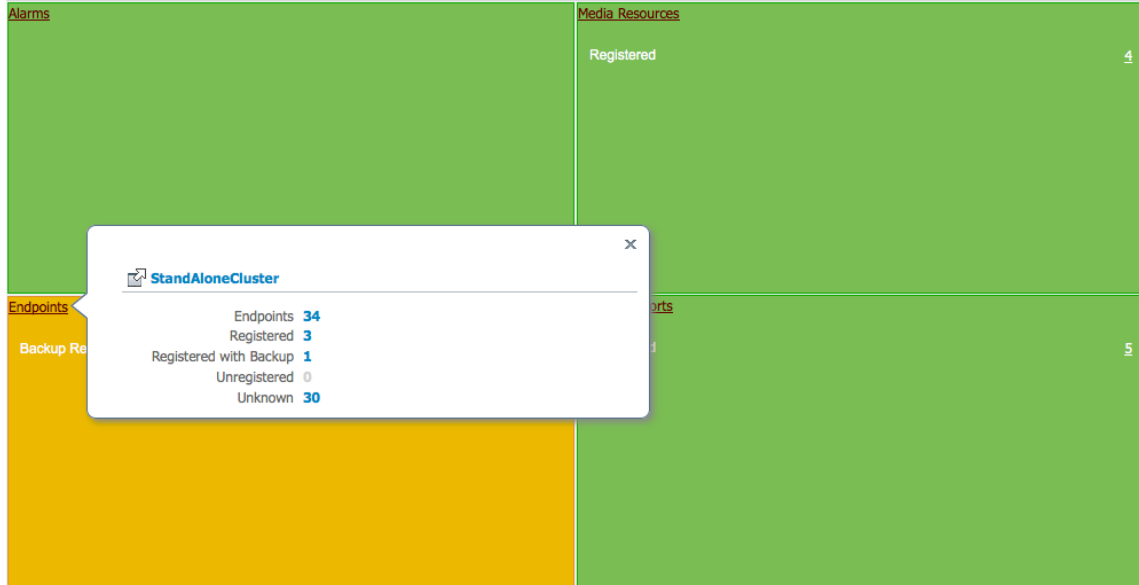 Alarms
Media Resources
Registered 4
StandAloneCluster
Endpoints 34
Registered 3
Registered with Backup 1
Unregistered 0
Unknown 30
Endpoints
Backup
5